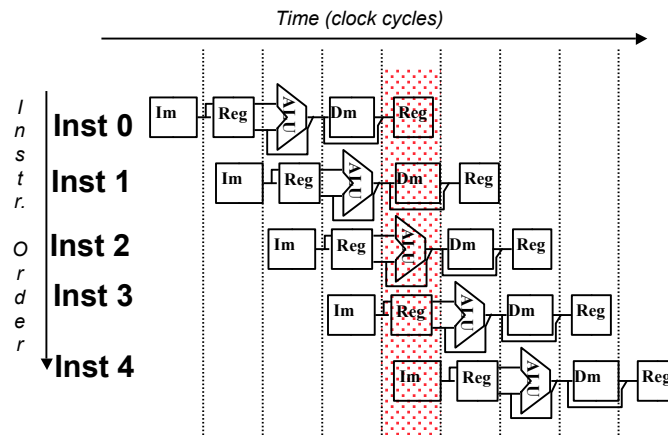 Time (clock cycles)
Instr. Order
Inst 0 Im Reg ALU Dm Reg
Inst 1 Im Reg ALU Dm Reg
Inst 2 Im Reg ALU Dm Reg
Inst 3 Im Reg ALU Dm Reg
Inst 4 Im Reg ALU Dm Reg